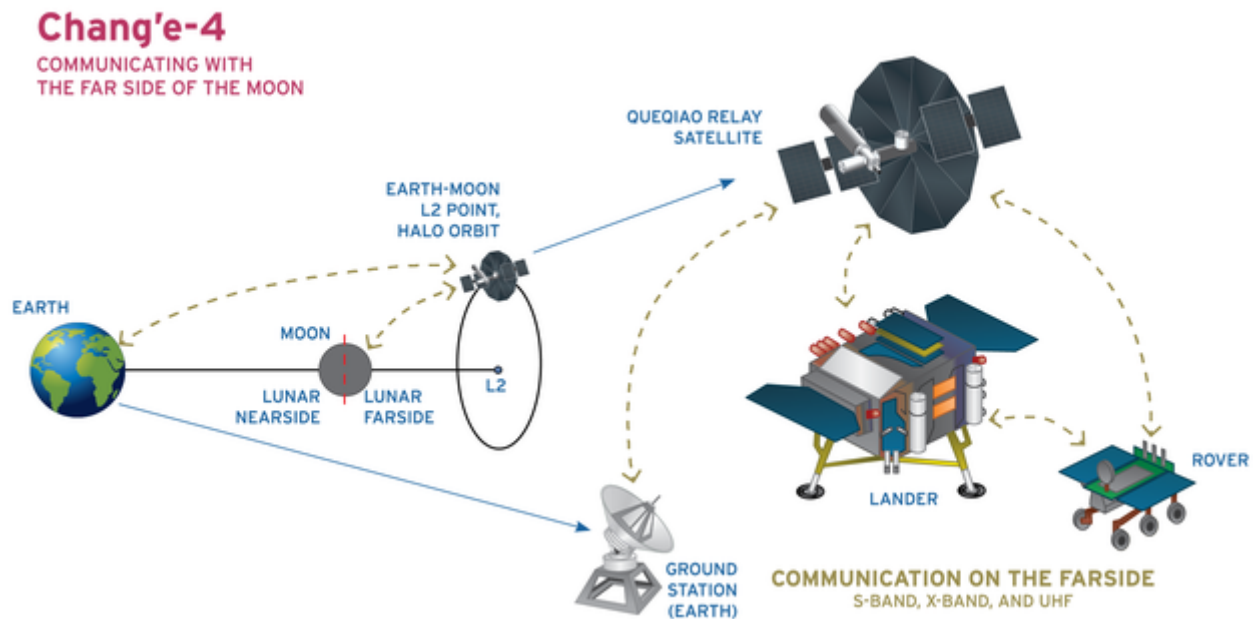 Chang'e-4
COMMUNICATING WITH
THE FAR SIDE OF THE MOON
QUEQIAO RELAY
SATELLITE
EARTH-MOON
L2 POINT,
HALO ORBIT
EARTH
MOON
LUNAR
NEARSIDE
LUNAR
FARSIDE
L2
LANDER
ROVER
GROUND
STATION
(EARTH)
COMMUNICATION ON THE FARSIDE
S-BAND, X-BAND, AND UHF